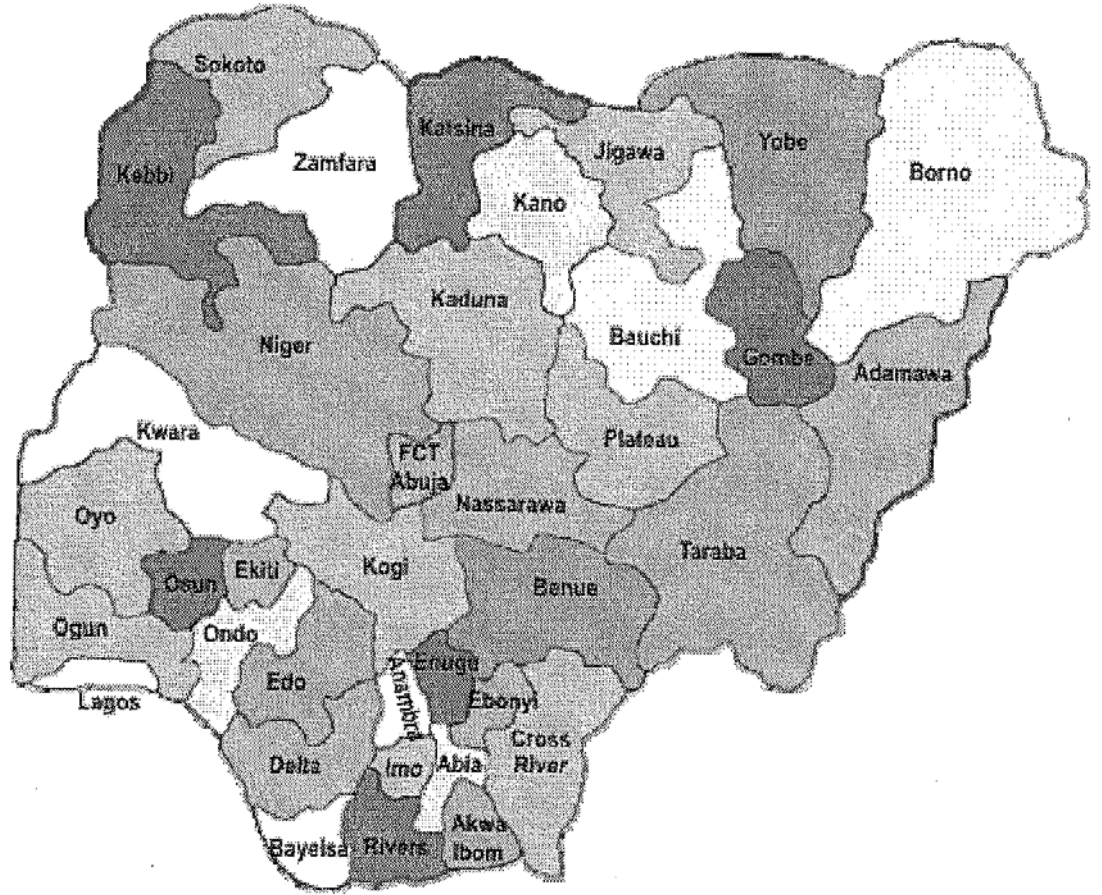 Sokoto
Katsina
Yobe
Jigawa
Kebbi
Zamfara
Borno
Kano
Kaduna
Bauchi
Niger
Gombe
Adamawa
Kwara
Plateau
FCT
Abuja
Nassarawa
Oyo
Taraba
Osun
Ekiti
Kogi
Benue
Ogun
Ondo
Anambra
Enugu
Edo
Ebonyi
Lagos
Cross
River
Delta
Imo
Abia
Akwa
Ibom
Bayelsa
Rivers